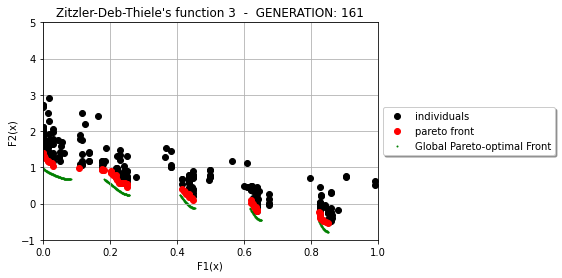 Zitzler-Deb-Thiele's function 3  -  GENERATION: 161
5
4
3
2
1
0
−1
F2(x)
0.0 0.2 0.4 0.6 0.8 1.0
F1(x)
individuals
pareto front
Global Pareto-optimal Front